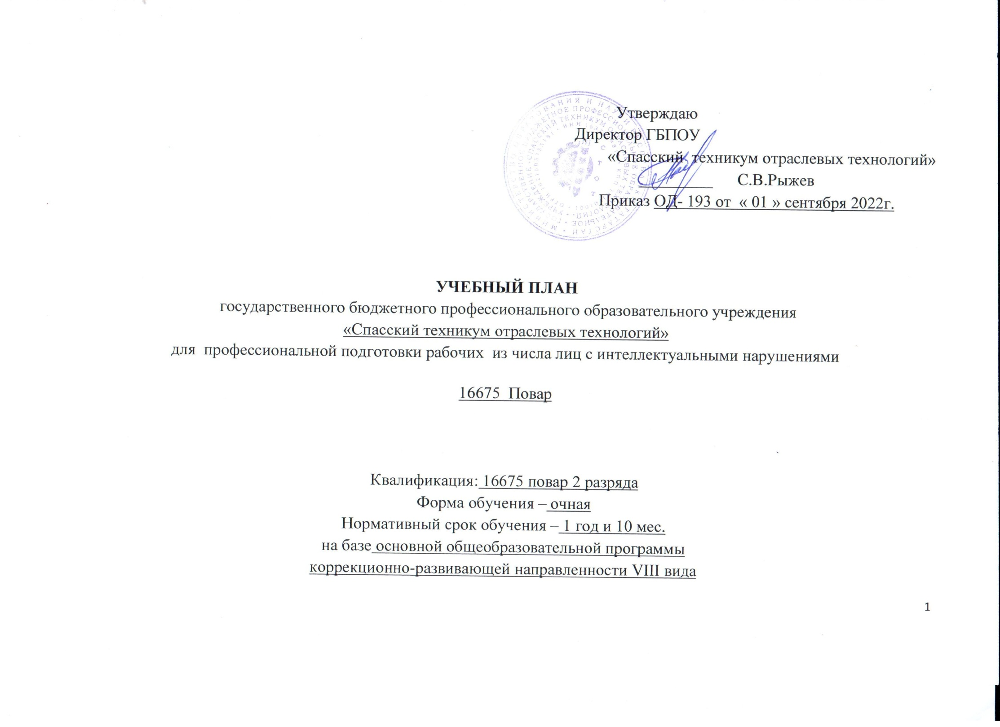 Утверждаю
Директор ГБПОУ
«Спасский техникум отраслевых технологий»
С.В.Рыжев
Приказ ОД- 193 от « 01 » сентября 2022г.
УЧЕБНЫЙ ПЛАН
государственного бюджетного профессионального образовательного учреждения
«Спасский техникум отраслевых технологий»
для профессиональной подготовки рабочих из числа лиц с интеллектуальными нарушениями
16675 Повар
Квалификация: 16675 повар 2 разряда
Форма обучения – очная
Нормативный срок обучения – 1 год и 10 мес.
на базе основной общеобразовательной программы
коррекционно-развивающей направленности VIII вида
1